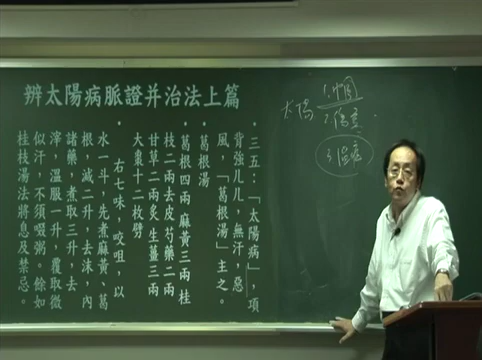 辨太陽病脈證并治法上篇
三五：「太陽病」，項
背強几几，無汗，惡
風，「葛根湯」主之。
葛根湯
葛根四兩 麻黃三兩 桂
枝二兩去皮 芍藥二兩
甘草二兩炙 生薑三兩
大棗十二枚劈
右七味，咬咀，以
水一斗，先煮麻黃、葛
根，減二升，去沫，內
諸藥，煮取三升，去
滓，溫服一升，覆取微
似汗，不須啜粥。餘如
桂枝湯法將息及禁忌。
太陽
1.中風
2.傷寒
3.溫病